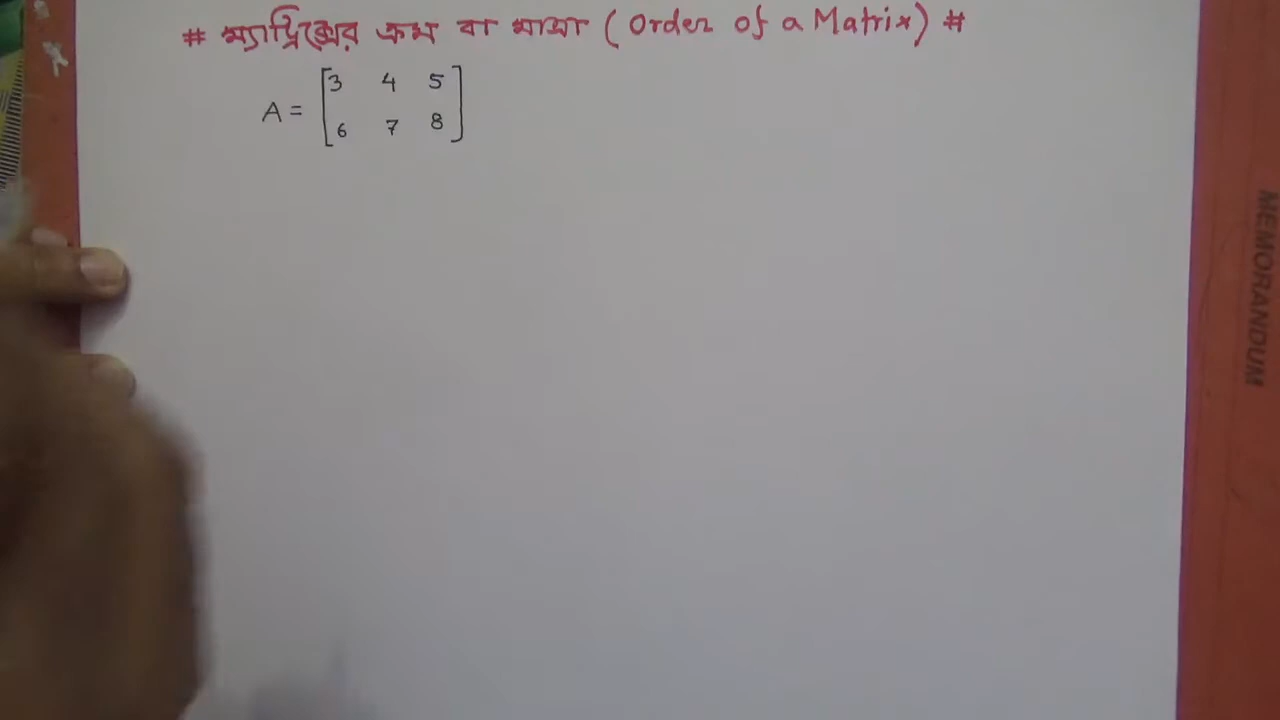 # ম্যাট্রিক্সের ক্রম বা মাত্রা (Order of a Matrix) #
A = [3 4 5
6 7 8]
MEMORANDUM